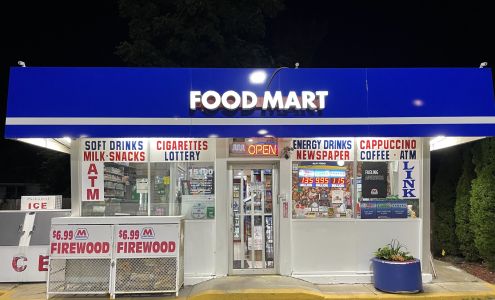 FOOD MART
SOFT DRINKS
MILK-SNACKS
CIGARETTES
LOTTERY
OPEN
ENERGY DRINKS
NEWSPAPER
CAPPUCCINO
COFFEE - ATM
ATM
LINK
ICE
$6.99
FIREWOOD
$6.99
FIREWOOD
ICE